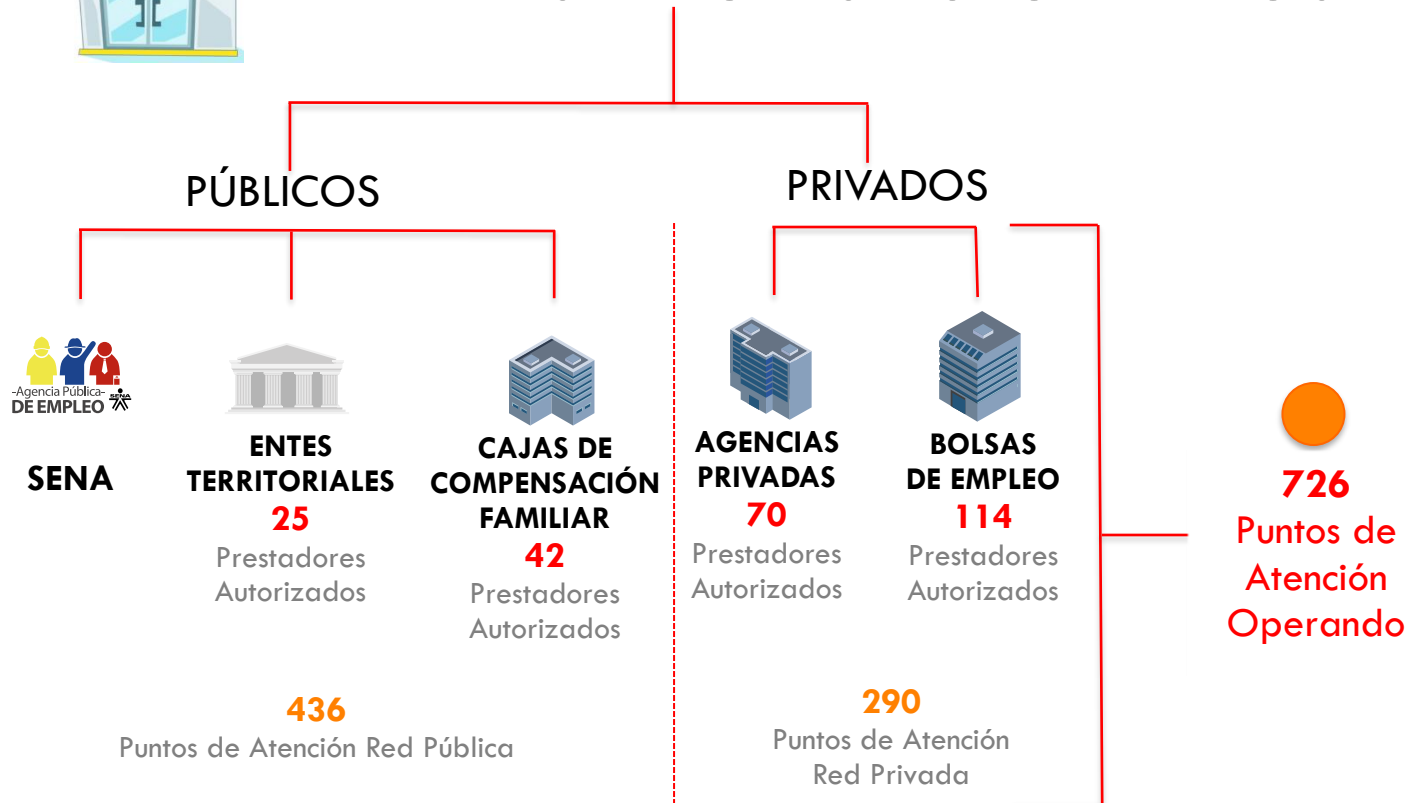 PÚBLICOS
PRIVADOS
-Agencia Pública-
DE EMPLEO
SENA
SENA
ENTES
TERRITORIALES
25
Prestadores
Autorizados
CAJAS DE
COMPENSACIÓN
FAMILIAR
42
Prestadores
Autorizados
AGENCIAS
PRIVADAS
70
Prestadores
Autorizados
BOLSAS
DE EMPLEO
114
Prestadores
Autorizados
726
Puntos de
Atención
Operando
436
Puntos de Atención Red Pública
290
Puntos de Atención
Red Privada